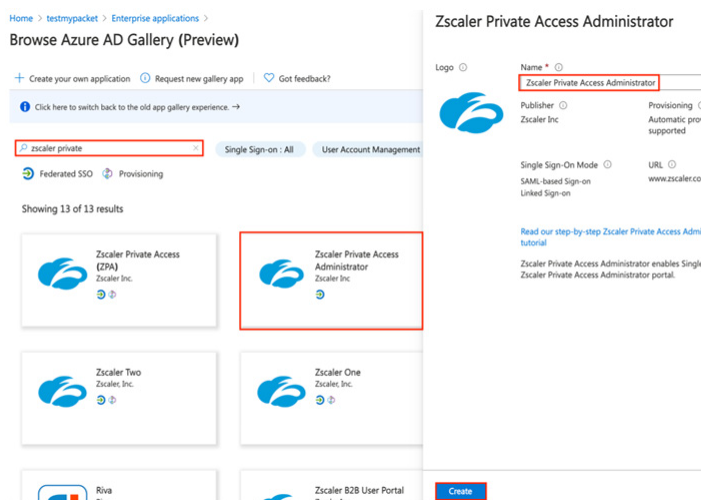 Home > testmypacket > Enterprise applications >
Browse Azure AD Gallery (Preview)
Create your own application
Request new gallery app
Got feedback?
Click here to switch back to the old app gallery experience. →
zscaler private
Single Sign-on : All
User Account Management
Federated SSO
Provisioning
Showing 13 of 13 results
Zscaler Private Access
(ZPA)
Zscaler Inc.
Zscaler Private Access
Administrator
Zscaler Inc
Zscaler Two
Zscaler, Inc.
Zscaler One
Zscaler, Inc.
Riva
Zscaler B2B User Portal
Zscaler Private Access Administrator
Logo
Name *
Zscaler Private Access Administrator
Publisher
Zscaler Inc
Provisioning
Automatic pro
supported
Single Sign-On Mode
SAML-based Sign-on
Linked Sign-on
URL
www.zscaler.co
Read our step-by-step Zscaler Private Access Admi
tutorial
Zscaler Private Access Administrator enables Single
Zscaler Private Access Administrator portal.
Create